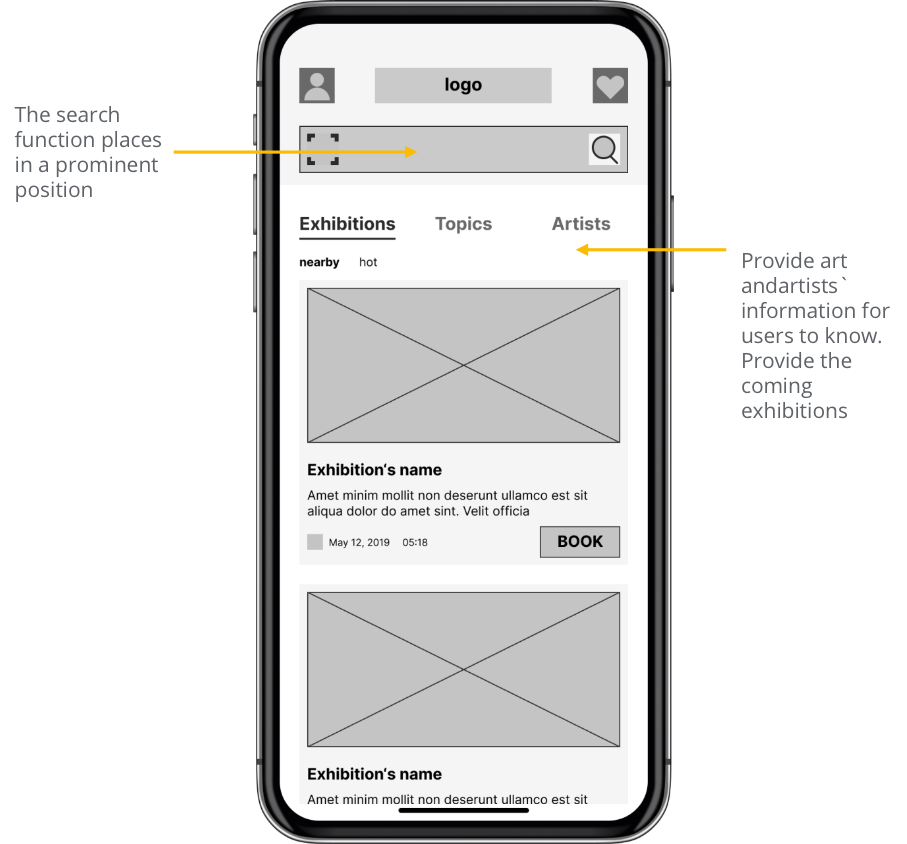 logo
The search
function places
in a prominent
position
Exhibitions Topics Artists
nearby hot
Provide art
andartists`
information for
users to know.
Provide the
coming
exhibitions
Exhibition‘s name
Amet minim mollit non deserunt ullamco est sit
aliqua dolor do amet sint. Velit officia
May 12, 2019 05:18 BOOK
Exhibition‘s name
Amet minim mollit non deserunt ullamco est sit